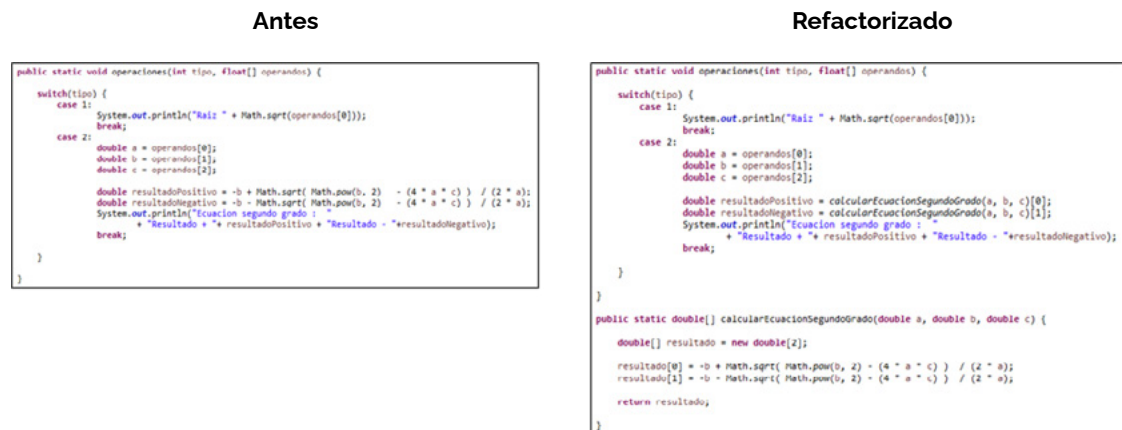 Antes
public static void operaciones(int tipo, float[] operandos) {
switch(tipo) {
case 1:
System.out.println("Raiz " + Math.sqrt(operandos[0]));
break;
case 2:
double a = operandos[0];
double b = operandos[1];
double c = operandos[2];
double resultadoPositivo = -b + Math.sqrt( Math.pow(b, 2) - (4 * a * c) ) / (2 * a);
double resultadoNegativo = -b - Math.sqrt( Math.pow(b, 2) - (4 * a * c) ) / (2 * a);
System.out.println("Ecuacion segundo grado : "
+ "Resultado + "+ resultadoPositivo + "Resultado - "+resultadoNegativo);
break;
}
}
Refactorizado
public static void operaciones(int tipo, float[] operandos) {
switch(tipo) {
case 1:
System.out.println("Raiz " + Math.sqrt(operandos[0]));
break;
case 2:
double a = operandos[0];
double b = operandos[1];
double c = operandos[2];
double resultadoPositivo = calcularEcuacionSegundoGrado(a, b, c)[0];
double resultadoNegativo = calcularEcuacionSegundoGrado(a, b, c)[1];
System.out.println("Ecuacion segundo grado : "
+ "Resultado + "+ resultadoPositivo + "Resultado - "+resultadoNegativo);
break;
}
}
public static double[] calcularEcuacionSegundoGrado(double a, double b, double c) {
double[] resultado = new double[2];
resultado[0] = -b + Math.sqrt( Math.pow(b, 2) - (4 * a * c) ) / (2 * a);
resultado[1] = -b - Math.sqrt( Math.pow(b, 2) - (4 * a * c) ) / (2 * a);
return resultado;
}